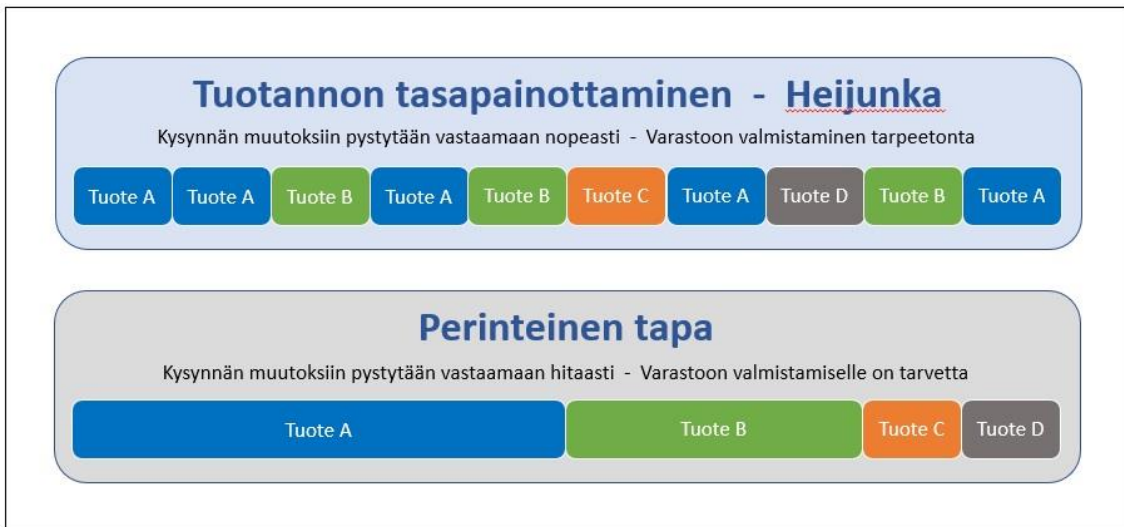 Tuotannon tasapainottaminen - Heijunka
Kysynnän muutoksiin pystytään vastaamaan nopeasti - Varastoon valmistaminen tarpeetonta
Tuote A Tuote A Tuote B Tuote A Tuote B Tuote C Tuote A Tuote D Tuote B Tuote A
Perinteinen tapa
Kysynnän muutoksiin pystytään vastaamaan hitaasti - Varastoon valmistamiselle on tarvetta
Tuote A Tuote B Tuote C Tuote D